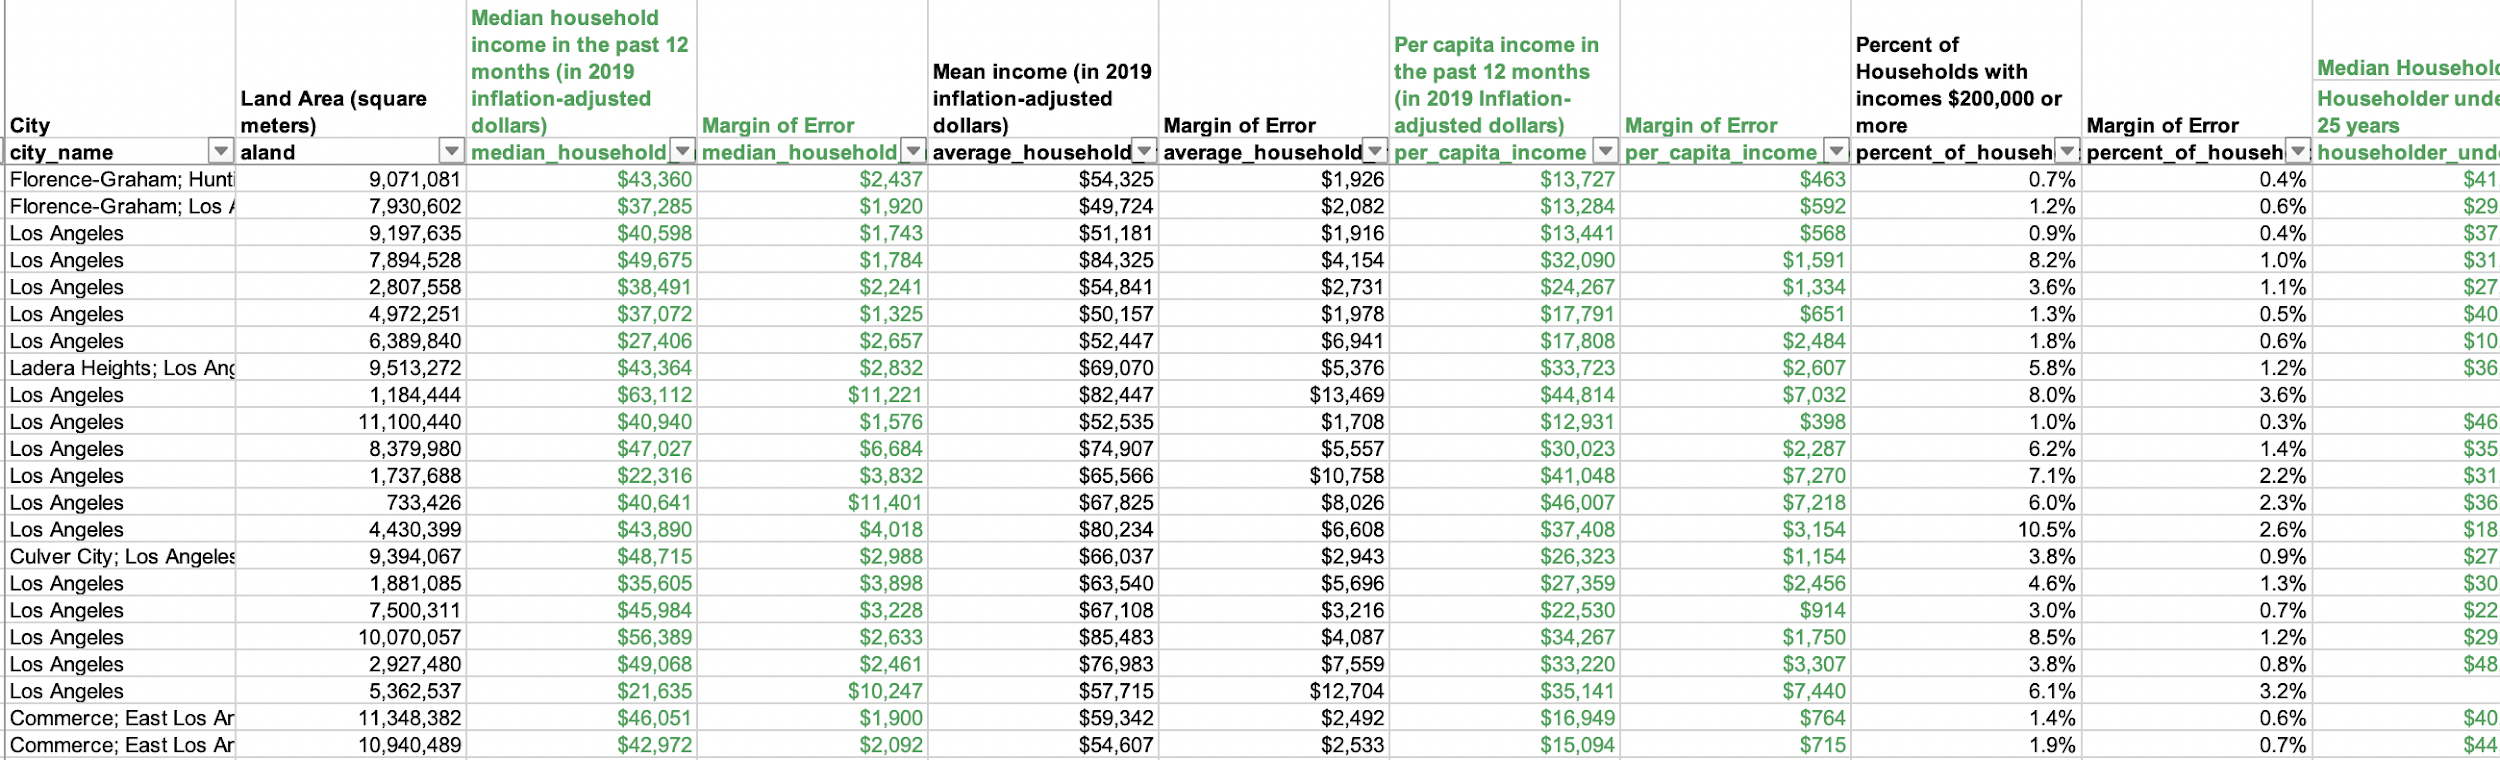 City | Land Area (square meters) | Median household income in the past 12 months (in 2019 inflation-adjusted dollars) | Margin of Error | Mean income (in 2019 inflation-adjusted dollars) | Margin of Error | Per capita income in the past 12 months (in 2019 Inflation-adjusted dollars) | Margin of Error | Percent of Households with incomes $200,000 or more | Margin of Error | Median Household Householder unde 25 years
city_name | aland | median_household_ | median_household_ | average_household_ | average_household_ | per_capita_income | per_capita_income_ | percent_of_househ | percent_of_househ | householder_unde
Florence-Graham; Hunti | 9,071,081 | $43,360 | $2,437 | $54,325 | $1,926 | $13,727 | $463 | 0.7% | 0.4% | $41
Florence-Graham; Los A | 7,930,602 | $37,285 | $1,920 | $49,724 | $2,082 | $13,284 | $592 | 1.2% | 0.6% | $29
Los Angeles | 9,197,635 | $40,598 | $1,743 | $51,181 | $1,916 | $13,441 | $568 | 0.9% | 0.4% | $37
Los Angeles | 7,894,528 | $49,675 | $1,784 | $84,325 | $4,154 | $32,090 | $1,591 | 8.2% | 1.0% | $31
Los Angeles | 2,807,558 | $38,491 | $2,241 | $54,841 | $2,731 | $24,267 | $1,334 | 3.6% | 1.1% | $27
Los Angeles | 4,972,251 | $37,072 | $1,325 | $50,157 | $1,978 | $17,791 | $651 | 1.3% | 0.5% | $40
Los Angeles | 6,389,840 | $27,406 | $2,657 | $52,447 | $6,941 | $17,808 | $2,484 | 1.8% | 0.6% | $10
Ladera Heights; Los Ang | 9,513,272 | $43,364 | $2,832 | $69,070 | $5,376 | $33,723 | $2,607 | 5.8% | 1.2% | $36
Los Angeles | 1,184,444 | $63,112 | $11,221 | $82,447 | $13,469 | $44,814 | $7,032 | 8.0% | 3.6%
Los Angeles | 11,100,440 | $40,940 | $1,576 | $52,535 | $1,708 | $12,931 | $398 | 1.0% | 0.3% | $46
Los Angeles | 8,379,980 | $47,027 | $6,684 | $74,907 | $5,557 | $30,023 | $2,287 | 6.2% | 1.4% | $35
Los Angeles | 1,737,688 | $22,316 | $3,832 | $65,566 | $10,758 | $41,048 | $7,270 | 7.1% | 2.2% | $31
Los Angeles | 733,426 | $40,641 | $11,401 | $67,825 | $8,026 | $46,007 | $7,218 | 6.0% | 2.3% | $36
Los Angeles | 4,430,399 | $43,890 | $4,018 | $80,234 | $6,608 | $37,408 | $3,154 | 10.5% | 2.6% | $18
Culver City; Los Angeles | 9,394,067 | $48,715 | $2,988 | $66,037 | $2,943 | $26,323 | $1,154 | 3.8% | 0.9% | $27
Los Angeles | 1,881,085 | $35,605 | $3,898 | $63,540 | $5,696 | $27,359 | $2,456 | 4.6% | 1.3% | $30
Los Angeles | 7,500,311 | $45,984 | $3,228 | $67,108 | $3,216 | $22,530 | $914 | 3.0% | 0.7% | $22
Los Angeles | 10,070,057 | $56,389 | $2,633 | $85,483 | $4,087 | $34,267 | $1,750 | 8.5% | 1.2% | $29
Los Angeles | 2,927,480 | $49,068 | $2,461 | $76,983 | $7,559 | $33,220 | $3,307 | 3.8% | 0.8% | $48
Los Angeles | 5,362,537 | $21,635 | $10,247 | $57,715 | $12,704 | $35,141 | $7,440 | 6.1% | 3.2%
Commerce; East Los An | 11,348,382 | $46,051 | $1,900 | $59,342 | $2,492 | $16,949 | $764 | 1.4% | 0.6% | $40
Commerce; East Los An | 10,940,489 | $42,972 | $2,092 | $54,607 | $2,533 | $15,094 | $715 | 1.9% | 0.7% | $44